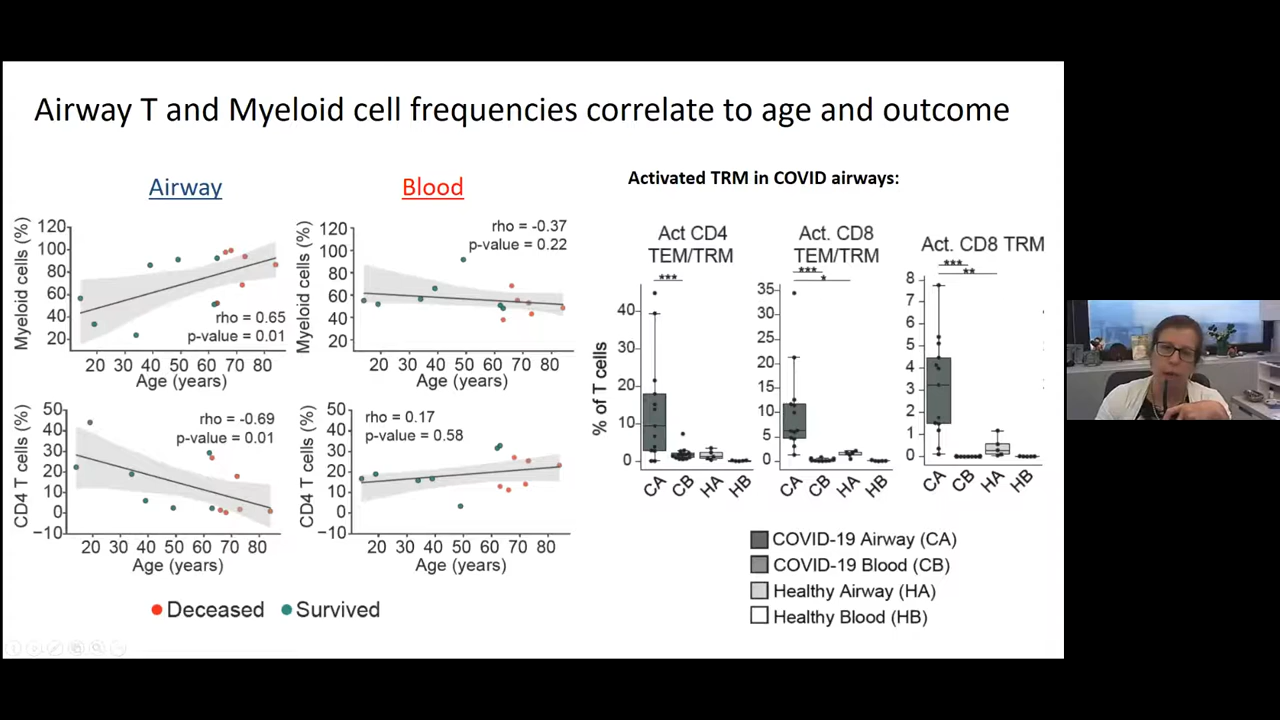 Airway T and Myeloid cell frequencies correlate to age and outcome
Airway
Blood
Activated TRM in COVID airways:
Myeloid cells (%)
120
100
80
60
40
20
rho = 0.65
p-value = 0.01
20 30 40 50 60 70 80
Age (years)
Myeloid cells (%)
120
100
80
60
40
20
rho = -0.37
p-value = 0.22
20 30 40 50 60 70 80
Age (years)
CD4 T cells (%)
50
40
30
20
10
0
−10
rho = -0.69
p-value = 0.01
20 30 40 50 60 70 80
Age (years)
CD4 T cells (%)
50
40
30
20
10
0
−10
rho = 0.17
p-value = 0.58
20 30 40 50 60 70 80
Age (years)
Deceased
Survived
% of T cells
Act CD4
TEM/TRM
***
40
30
20
10
0
CA CB HA HB
Act. CD8
TEM/TRM
***
*
35
30
25
20
15
10
5
0
CA CB HA HB
Act. CD8 TRM
***
**
8
7
6
5
4
3
2
1
0
CA CB HA HB
COVID-19 Airway (CA)
COVID-19 Blood (CB)
Healthy Airway (HA)
Healthy Blood (HB)